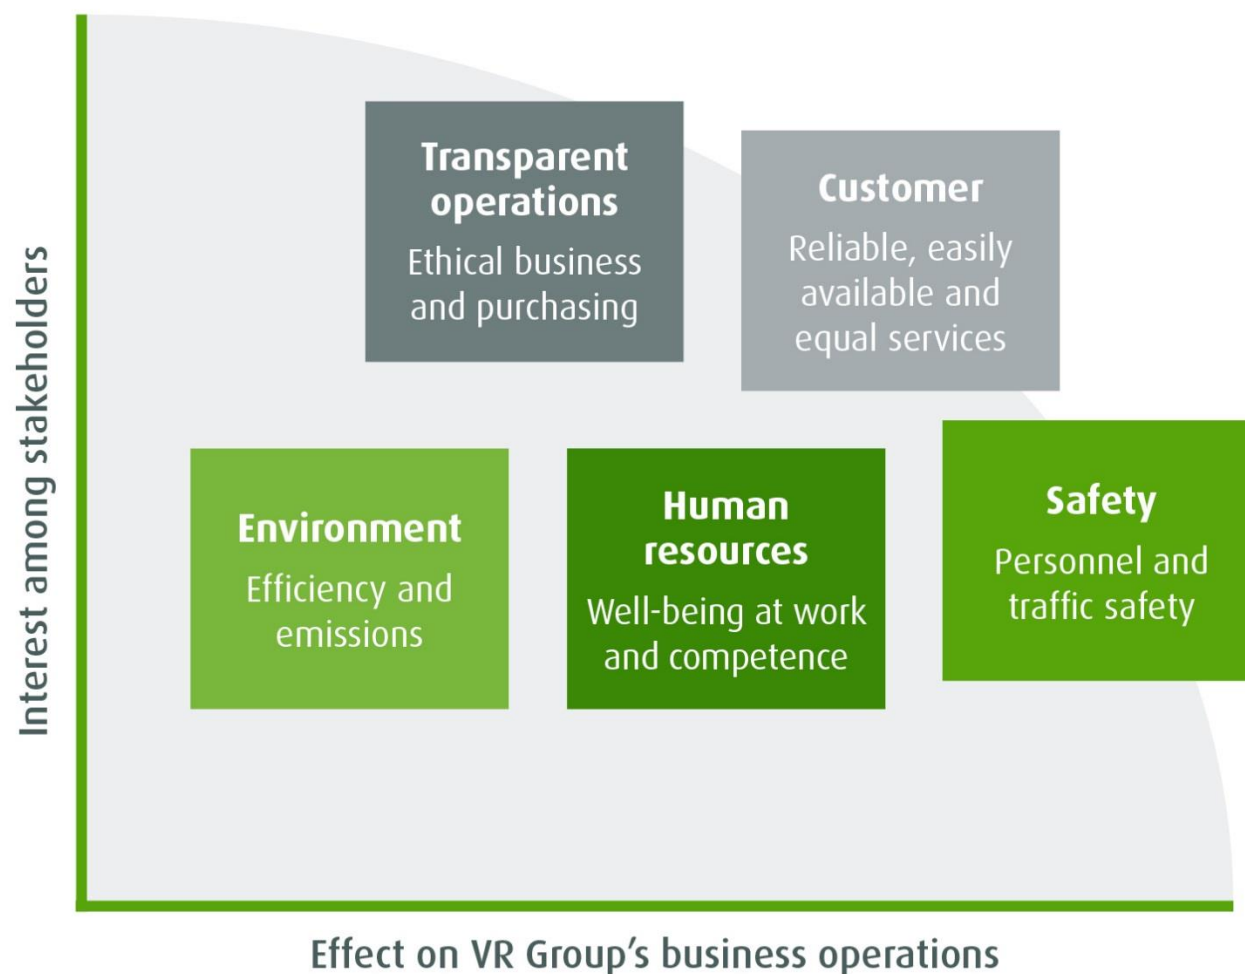 Interest among stakeholders
Transparent
operations
Ethical business
and purchasing
Customer
Reliable, easily
available and
equal services
Environment
Efficiency and
emissions
Human
resources
Well-being at work
and competence
Safety
Personnel and
traffic safety
Effect on VR Group’s business operations